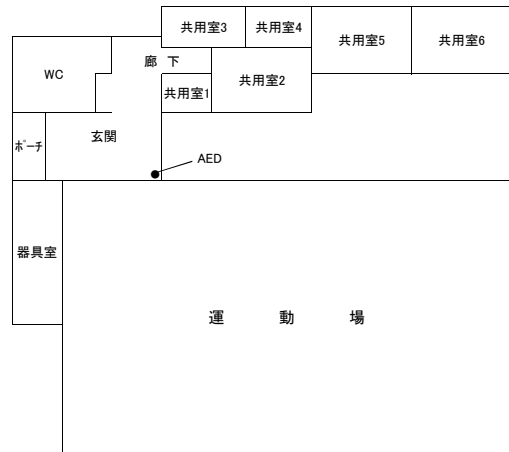 共用室3
共用室4
共用室5
共用室6
廊 下
WC
共用室2
共用室1
玄関
ポーチ
AED
器具室
運 動 場